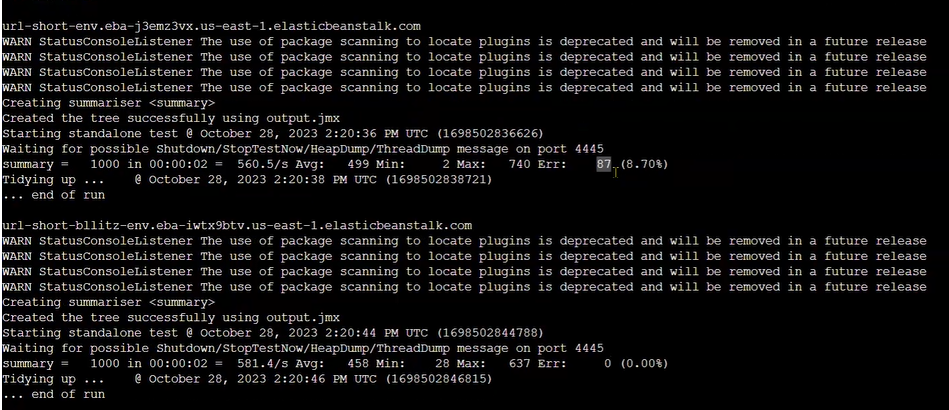 url-short-env.eba-j3emz3vx.us-east-1.elasticbeanstalk.com
WARN StatusConsoleListener The use of package scanning to locate plugins is deprecated and will be removed in a future release
WARN StatusConsoleListener The use of package scanning to locate plugins is deprecated and will be removed in a future release
WARN StatusConsoleListener The use of package scanning to locate plugins is deprecated and will be removed in a future release
WARN StatusConsoleListener The use of package scanning to locate plugins is deprecated and will be removed in a future release
Creating summariser <summary>
Created the tree successfully using output.jmx
Starting standalone test @ October 28, 2023 2:20:36 PM UTC (1698502836626)
Waiting for possible Shutdown/StopTestNow/HeapDump/ThreadDump message on port 4445
summary =   1000 in 00:00:02 =  560.5/s Avg:   499 Min:     2 Max:   740 Err:    87 (8.70%)
Tidying up ...    @ October 28, 2023 2:20:38 PM UTC (1698502838721)
... end of run
url-short-bllitz-env.eba-iwtx9btv.us-east-1.elasticbeanstalk.com
WARN StatusConsoleListener The use of package scanning to locate plugins is deprecated and will be removed in a future release
WARN StatusConsoleListener The use of package scanning to locate plugins is deprecated and will be removed in a future release
WARN StatusConsoleListener The use of package scanning to locate plugins is deprecated and will be removed in a future release
WARN StatusConsoleListener The use of package scanning to locate plugins is deprecated and will be removed in a future release
Creating summariser <summary>
Created the tree successfully using output.jmx
Starting standalone test @ October 28, 2023 2:20:44 PM UTC (1698502844788)
Waiting for possible Shutdown/StopTestNow/HeapDump/ThreadDump message on port 4445
summary =   1000 in 00:00:02 =  581.4/s Avg:   458 Min:    28 Max:   637 Err:     0 (0.00%)
Tidying up ...    @ October 28, 2023 2:20:46 PM UTC (1698502846815)
... end of run